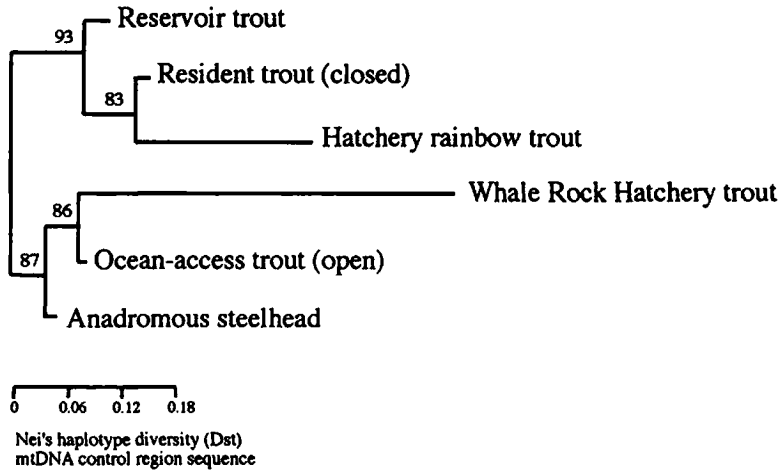 93
Reservoir trout
Resident trout (closed)
83
Hatchery rainbow trout
Whale Rock Hatchery trout
86
Ocean-access trout (open)
87
Anadromous steelhead
0 0.06 0.12 0.18
Nei's haplotype diversity (Dst)
mtDNA control region sequence